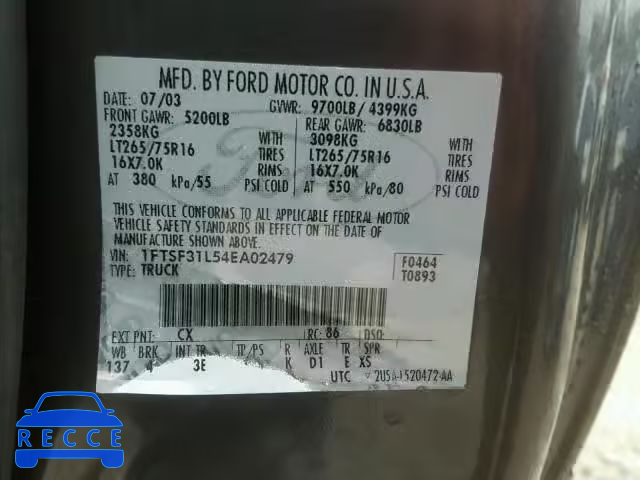 MFD. BY FORD MOTOR CO. IN U.S.A.
DATE: 07/03 GVWR: 9700LB/ 4399KG
FRONT GAWR: 5200LB REAR GAWR: 6830LB
2358KG WITH 3098KG WITH
LT265/75R16 TIRES LT265/75R16 TIRES
16X7.0K RIMS 16X7.0K RIMS
AT 380 kPa/55 PSI COLD AT 550 kPa/80 PSI COLD
THIS VEHICLE CONFORMS TO ALL APPLICABLE FEDERAL MOTOR
VEHICLE SAFETY STANDARDS IN EFFECT ON THE DATE OF
MANUFACTURE SHOWN ABOVE.
VIN: 1FTSF31L54EA02479 F0464
TYPE: TRUCK T0893
EXT PNT: CX RC: 86 DSO:
WB BRK INT TR TP/PS R AXLE TR SPR
137 4 3E K D1 E XS
UTC
Ford
RECCE